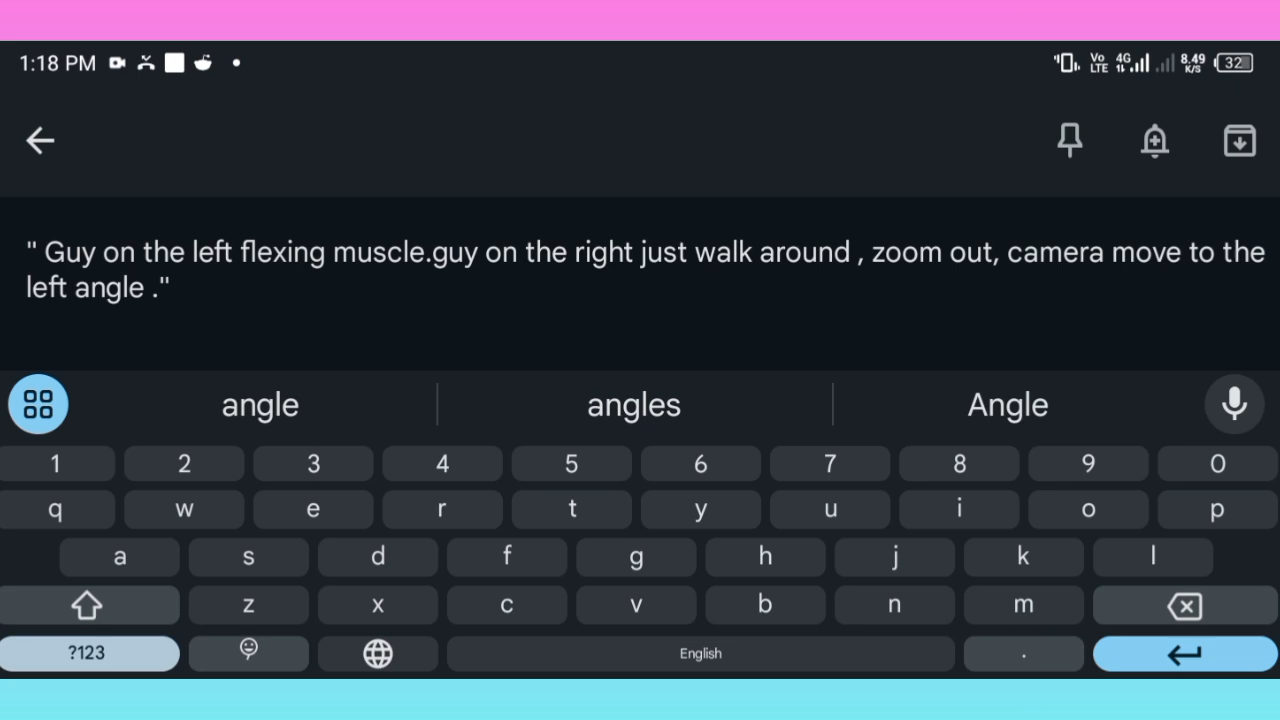 1:18 PM Vo LTE 4G 8.49 K/S 32
" Guy on the left flexing muscle.guy on the right just walk around , zoom out, camera move to the
left angle ."
angle angles Angle
1 2 3 4 5 6 7 8 9 0
q w e r t y u i o p
a s d f g h j k l
z x c v b n m
?123 English .